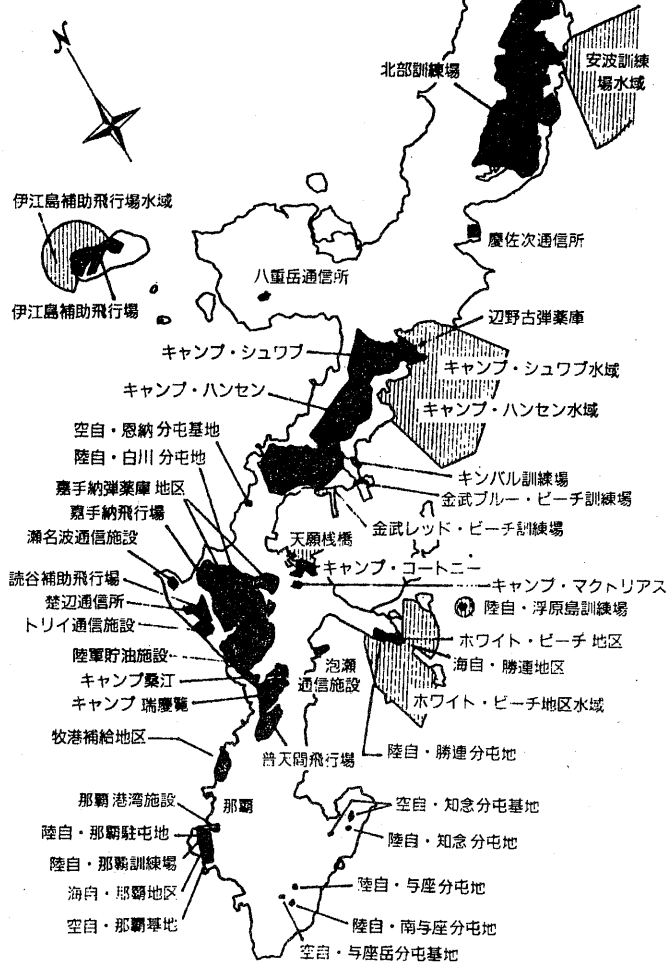 N
北部訓練場
安波訓練
場水域
伊江島補助飛行場水域
慶佐次通信所
八重岳通信所
伊江島補助飛行場
辺野古弾薬庫
キャンプ・シュワブ
キャンプ・シュワブ水域
キャンプ・ハンセン
キャンプ・ハンセン水域
空自・恩納分屯基地
陸自・白川分屯地
キンバル訓練場
嘉手納弾薬庫地区
金武ブルー・ビーチ訓練場
嘉手納飛行場
金武レッド・ビーチ訓練場
瀬名波通信施設
天願桟橋
キャンプ・コートニー
読谷補助飛行場
キャンプ・マクトリアス
楚辺通信所
陸自・浮原島訓練場
トリイ通信施設
ホワイト・ビーチ地区
陸軍貯油施設
海自・勝連地区
泡瀬
通信施設
キャンプ桑江
キャンプ瑞慶覧
ホワイト・ビーチ地区水域
牧港補給地区
普天間飛行場
陸自・勝連分屯地
那覇港湾施設
那覇
空自・知念分屯基地
陸自・那覇駐屯地
陸自・知念分屯地
陸自・那覇訓練場
海自・那覇地区
陸自・与座分屯地
空自・那覇基地
陸自・南与座分屯地
空自・与座岳分屯基地